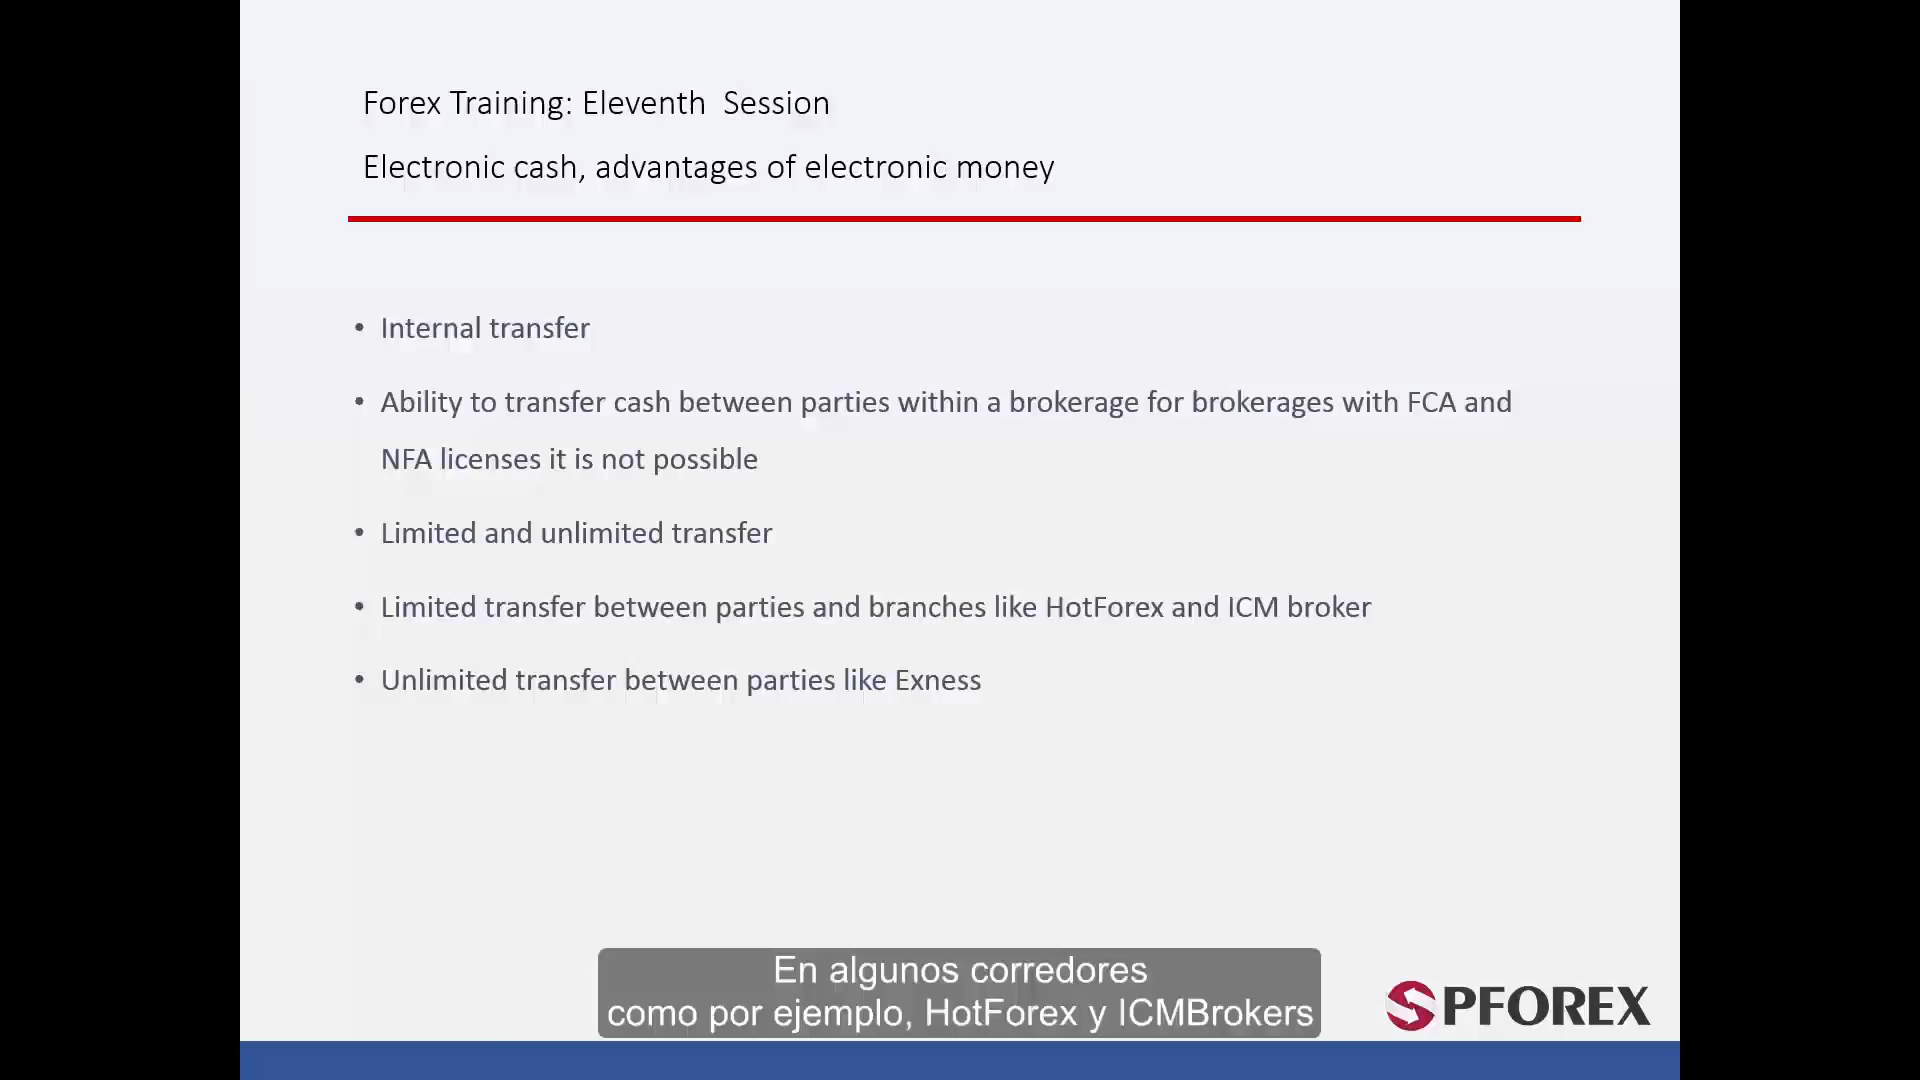 Forex Training: Eleventh Session
Electronic cash, advantages of electronic money
• Internal transfer
• Ability to transfer cash between parties within a brokerage for brokerages with FCA and
NFA licenses it is not possible
• Limited and unlimited transfer
• Limited transfer between parties and branches like HotForex and ICM broker
• Unlimited transfer between parties like Exness
En algunos corredores
como por ejemplo, HotForex y ICMBrokers
SPFOREX